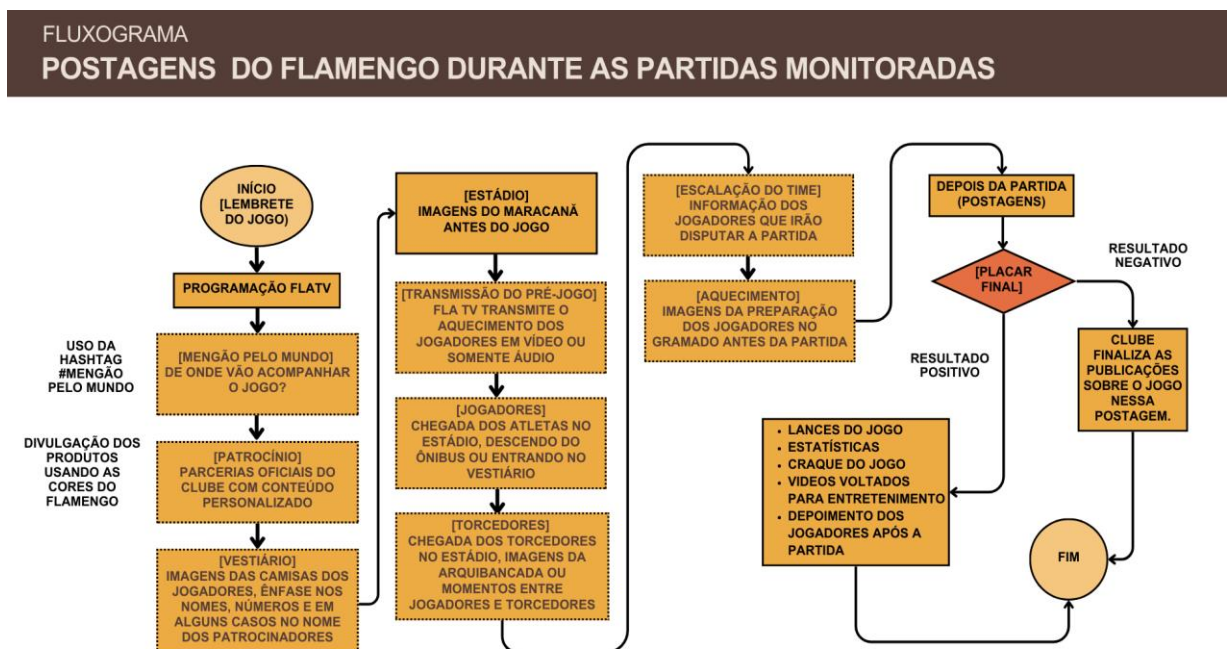 FLUXOGRAMA
POSTAGENS DO FLAMENGO DURANTE AS PARTIDAS MONITORADAS
INÍCIO
[LEMBRETE
DO JOGO)
PROGRAMAÇÃO FLATV
USO DA
HASHTAG
#MENGÃO
PELO MUNDO
[MENGÃO PELO MUNDO]
DE ONDE VÃO ACOMPANHAR
O JOGO?
DIVULGAÇÃO DOS
PRODUTOS
USANDO AS
CORES DO
FLAMENGO
[PATROCÍNIO]
PARCERIAS OFICIAIS DO
CLUBE COM CONTEÚDO
PERSONALIZADO
[VESTIÁRIO]
IMAGENS DAS CAMISAS DOS
JOGADORES, ÊNFASE NOS
NOMES, NÚMEROS E EM
ALGUNS CASOS NO NOME
DOS PATROCINADORES
[ESTÁDIO]
IMAGENS DO MARACANÃ
ANTES DO JOGO
[TRANSMISSÃO DO PRÉ-JOGO]
FLA TV TRANSMITE O
AQUECIMENTO DOS
JOGADORES EM VÍDEO OU
SOMENTE ÁUDIO
[JOGADORES]
CHEGADA DOS ATLETAS NO
ESTÁDIO, DESCENDO DO
ÔNIBUS OU ENTRANDO NO
VESTIÁRIO
[TORCEDORES]
CHEGADA DOS TORCEDORES
NO ESTÁDIO, IMAGENS DA
ARQUIBANCADA OU
MOMENTOS ENTRE
JOGADORES E TORCEDORES
[ESCALAÇÃO DO TIME]
INFORMAÇÃO DOS
JOGADORES QUE IRÃO
DISPUTAR A PARTIDA
[AQUECIMENTO]
IMAGENS DA PREPARAÇÃO
DOS JOGADORES NO
GRAMADO ANTES DA PARTIDA
DEPOIS DA PARTIDA
(POSTAGENS)
[PLACAR
FINAL]
RESULTADO
NEGATIVO
RESULTADO
POSITIVO
CLUBE
FINALIZA AS
PUBLICAÇÕES
SOBRE O JOGO
NESSA
POSTAGEM.
• LANCES DO JOGO
• ESTATÍSTICAS
• CRAQUE DO JOGO
• VIDEOS VOLTADOS
PARA ENTRETENIMENTO
• DEPOIMENTO DOS
JOGADORES APÓS A
PARTIDA
FIM